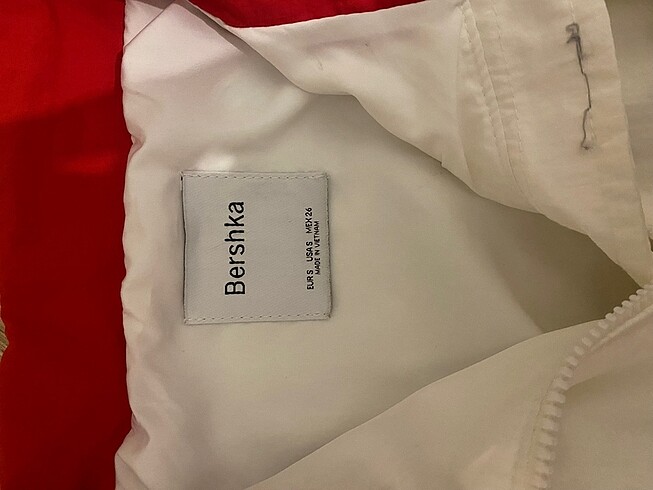 Bershka
EUR S USA S MEX 26
MADE IN VIETNAM